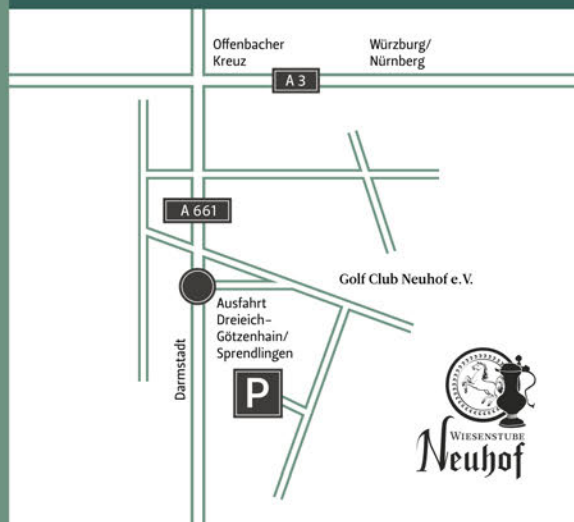 Offenbacher
Kreuz
Würzburg/
Nürnberg
A 3
A 661
Golf Club Neuhof e.V.
Ausfahrt
Dreieich–
Götzenhain/
Sprendlingen
Darmstadt
P
WIESENSTUBE
Neuhof